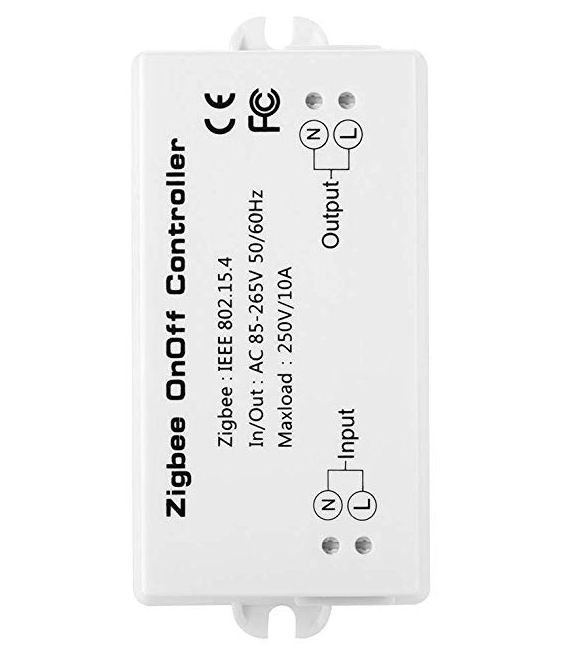 Zigbee OnOff Controller
CE FC
Zigbee : IEEE 802.15.4
In/Out : AC 85-265V 50/60Hz
Maxload : 250V/10A
Input
N
L
Output
N
L